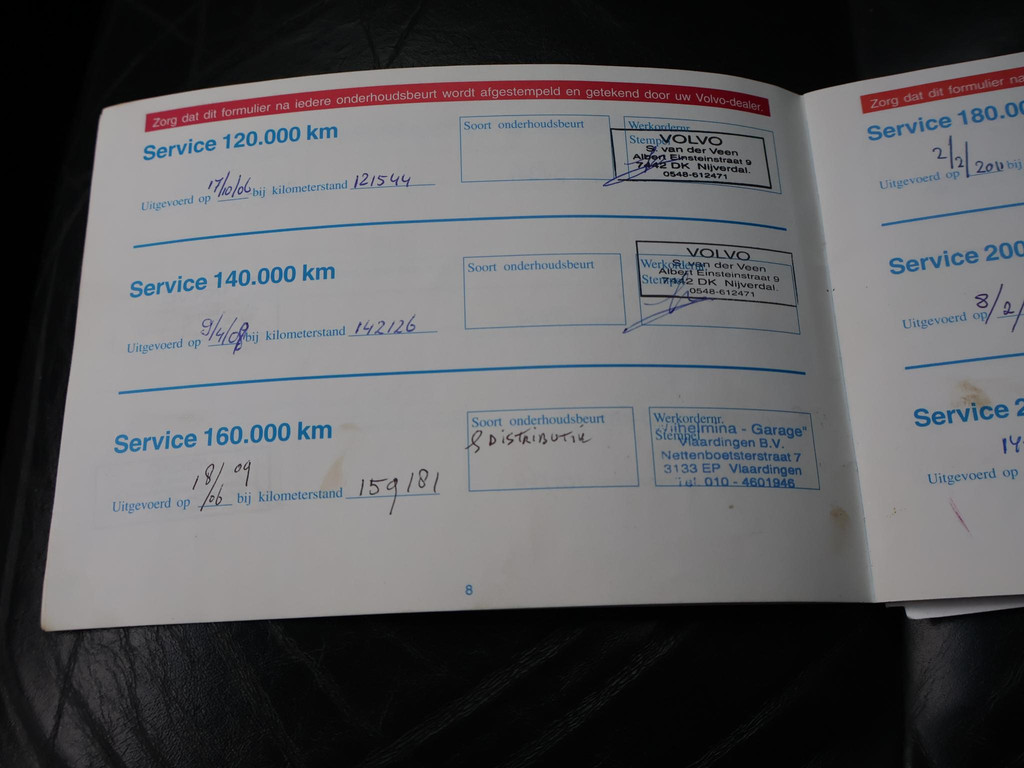 Zorg dat dit formulier na iedere onderhoudsbeurt wordt afgestempeld en getekend door uw Volvo-dealer.
Service 120.000 km
Uitgevoerd op 17/10/06 bij kilometerstand 121544
Soort onderhoudsbeurt
Werkordernr.
Stempel
VOLVO
S. van der Veen
Albert Einsteinstraat 9
7442 DK Nijverdal.
0548-612471
Service 140.000 km
Uitgevoerd op 9/4/08 bij kilometerstand 142126
Soort onderhoudsbeurt
Werkordernr.
Stempel
VOLVO
S. van der Veen
Albert Einsteinstraat 9
7442 DK Nijverdal.
0548-612471
Service 160.000 km
Uitgevoerd op 18/06 09 bij kilometerstand 159181
Soort onderhoudsbeurt
& DISTRIBUTIE
Werkordernr.
Stempel
Wilhelmina - Garage"
Vlaardingen B.V.
Nettenboetsterstraat 7
3133 EP Vlaardingen
Tel. 010 - 4601946
8
Zorg dat dit formulier na
Service 180.00
Uitgevoerd op 2/2/2011 bij
Service 200
Uitgevoerd op 8/2/
Service 2
14
Uitgevoerd op